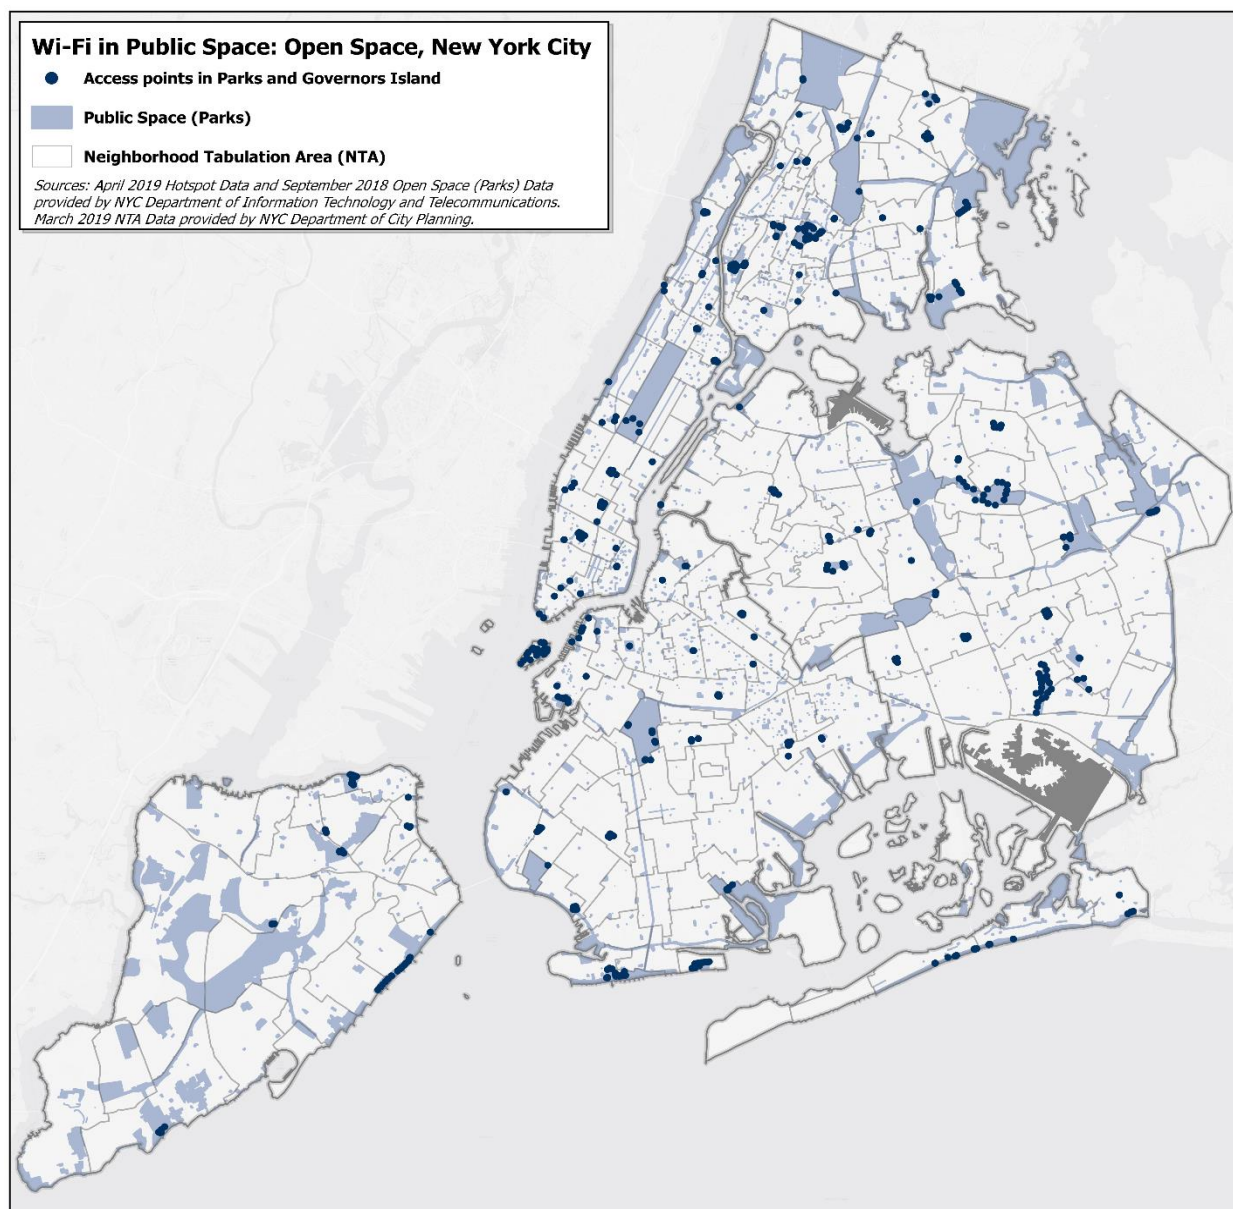 Wi-Fi in Public Space: Open Space, New York City
Access points in Parks and Governors Island
Public Space (Parks)
Neighborhood Tabulation Area (NTA)
Sources: April 2019 Hotspot Data and September 2018 Open Space (Parks) Data
provided by NYC Department of Information Technology and Telecommunications.
March 2019 NTA Data provided by NYC Department of City Planning.